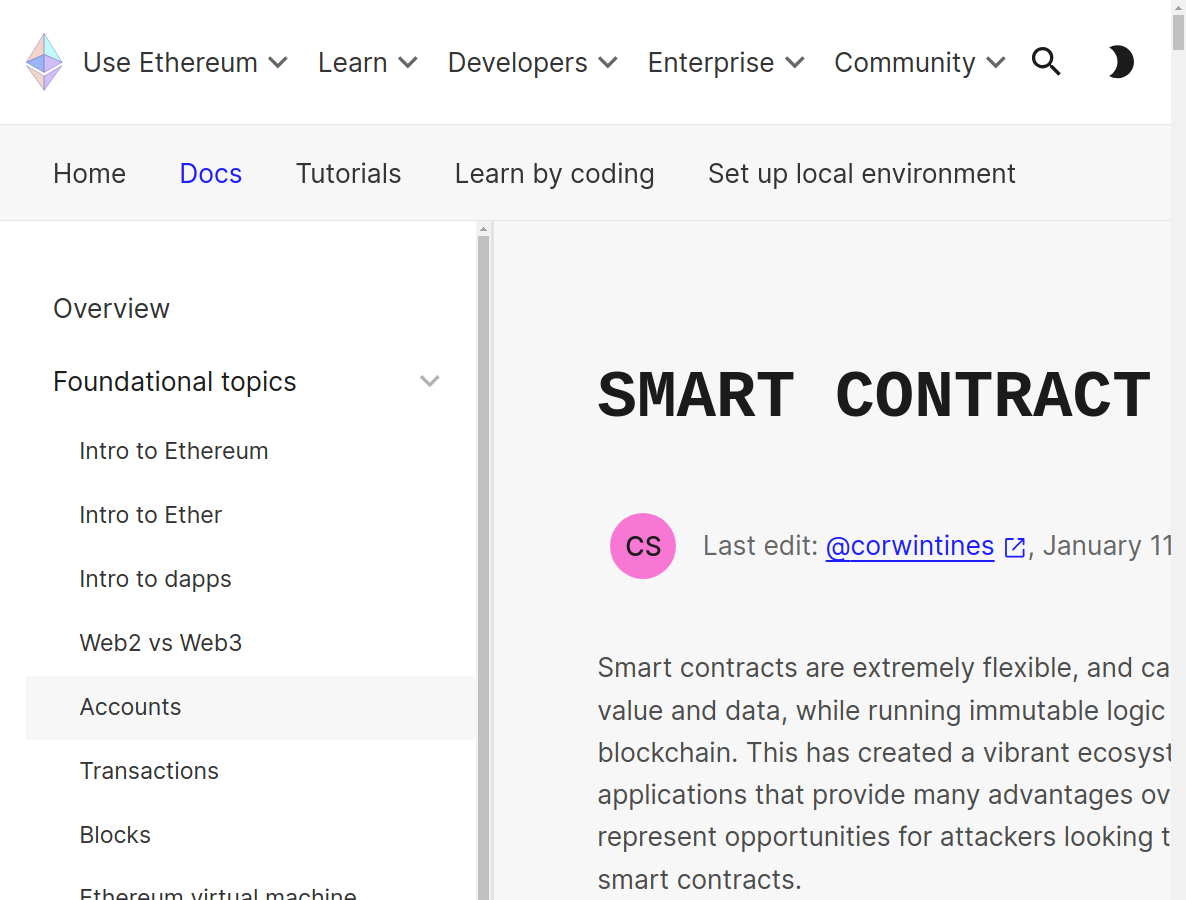 Use Ethereum Learn Developers Enterprise Community
Home Docs Tutorials Learn by coding Set up local environment
Overview
Foundational topics
Intro to Ethereum
Intro to Ether
Intro to dapps
Web2 vs Web3
Accounts
Transactions
Blocks
Ethereum virtual machine
SMART CONTRACT
CS Last edit: @corwintines, January 11
Smart contracts are extremely flexible, and ca
value and data, while running immutable logic
blockchain. This has created a vibrant ecosyst
applications that provide many advantages ov
represent opportunities for attackers looking t
smart contracts.